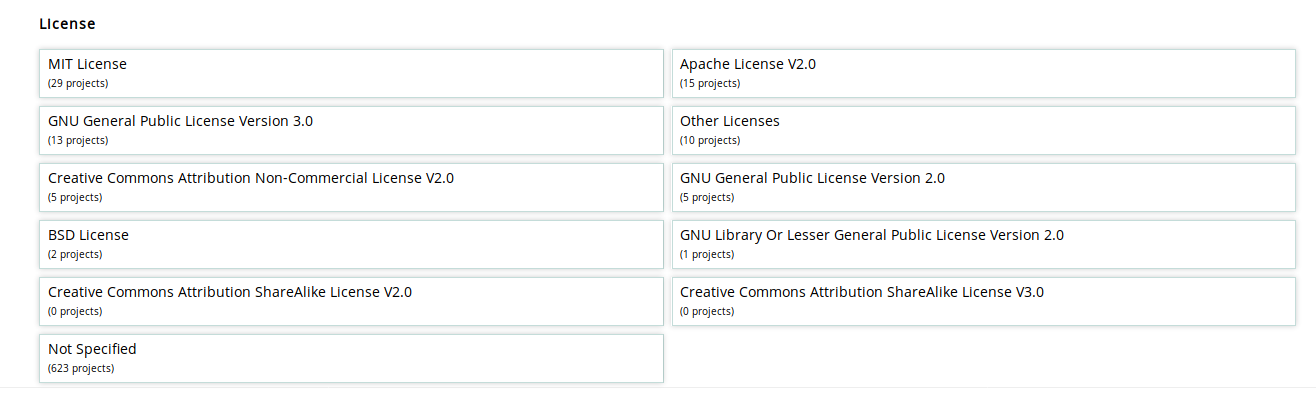 License
MIT License
(29 projects)
Apache License V2.0
(15 projects)
GNU General Public License Version 3.0
(13 projects)
Other Licenses
(10 projects)
Creative Commons Attribution Non-Commercial License V2.0
(5 projects)
GNU General Public License Version 2.0
(5 projects)
BSD License
(2 projects)
GNU Library Or Lesser General Public License Version 2.0
(1 projects)
Creative Commons Attribution ShareAlike License V2.0
(0 projects)
Creative Commons Attribution ShareAlike License V3.0
(0 projects)
Not Specified
(623 projects)